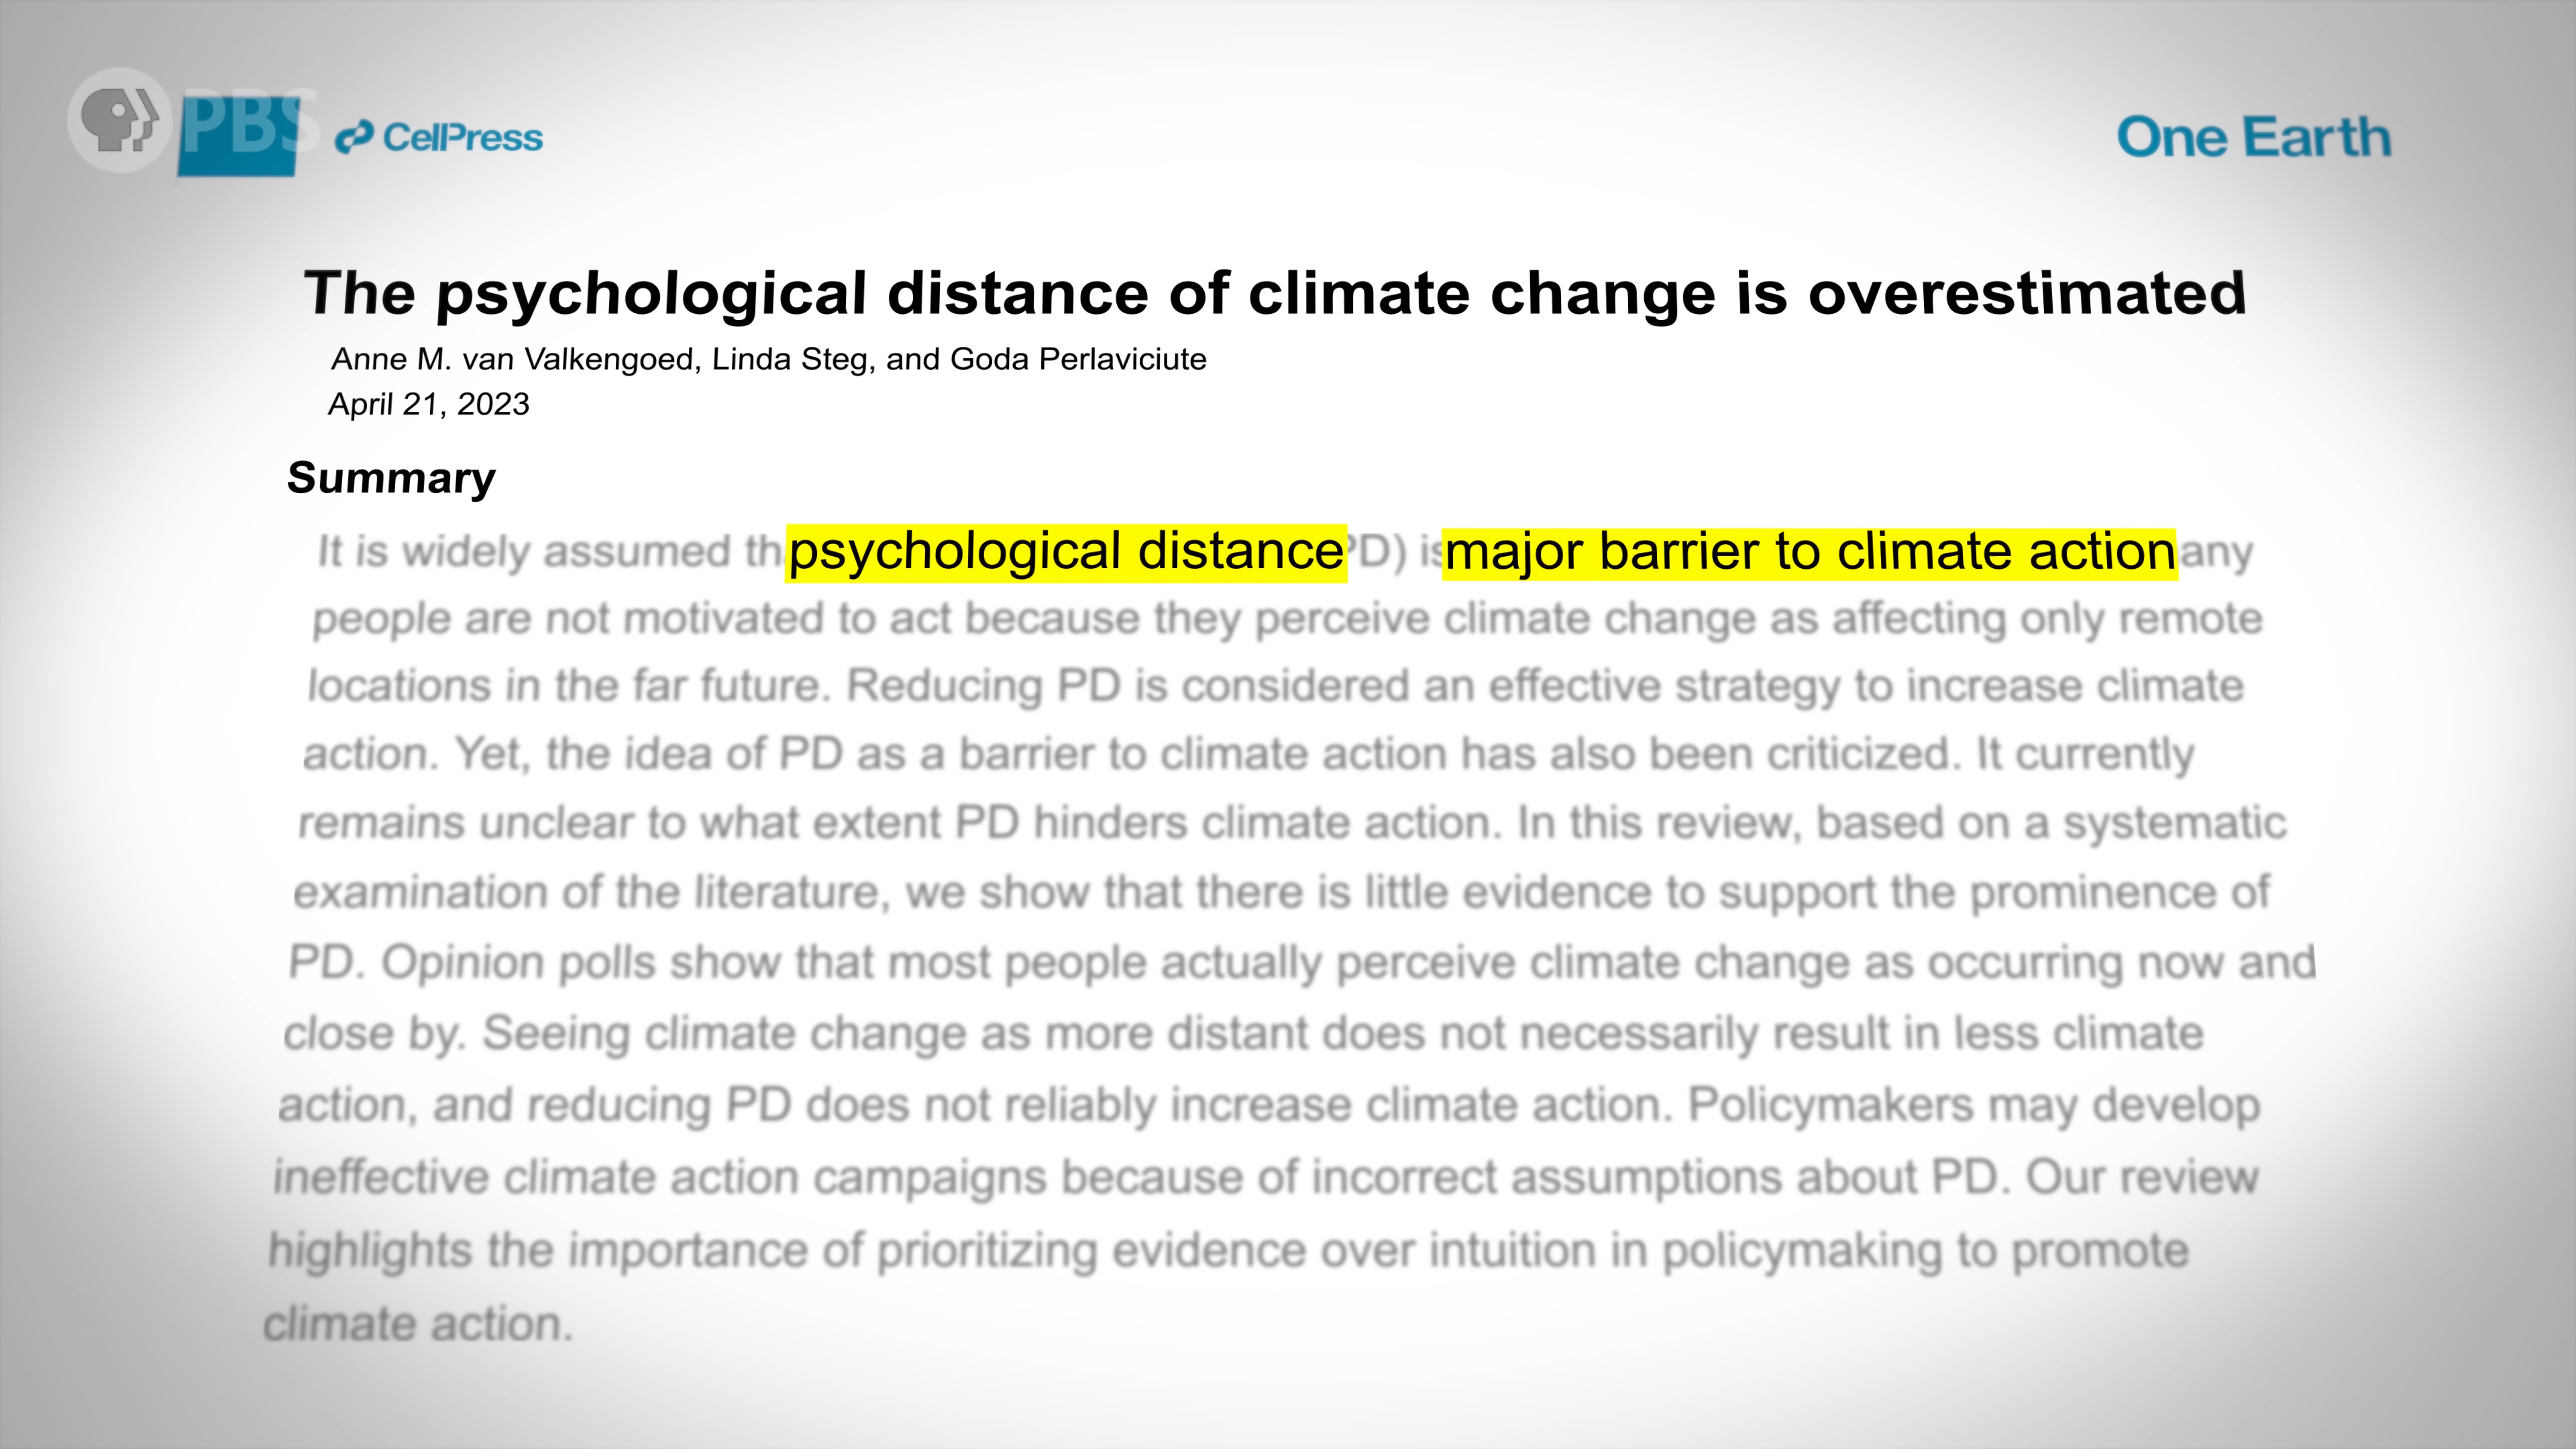 PBS
CellPress
One Earth
The psychological distance of climate change is overestimated
Anne M. van Valkengoed, Linda Steg, and Goda Perlaviciute
April 21, 2023
Summary
It is widely assumed psychological distance PD) major barrier to climate action any
people are not motivated to act because they perceive climate change as affecting only remote
locations in the far future. Reducing PD is considered an effective strategy to increase climate
action. Yet, the idea of PD as a barrier to climate action has also been criticized. It currently
remains unclear to what extent PD hinders climate action. In this review, based on a systematic
examination of the literature, we show that there is little evidence to support the prominence of
PD. Opinion polls show that most people actually perceive climate change as occurring now and
close by. Seeing climate change as more distant does not necessarily result in less climate
action, and reducing PD does not reliably increase climate action. Policymakers may develop
ineffective climate action campaigns because of incorrect assumptions about PD. Our review
highlights the importance of prioritizing evidence over intuition in policymaking to promote
climate action.